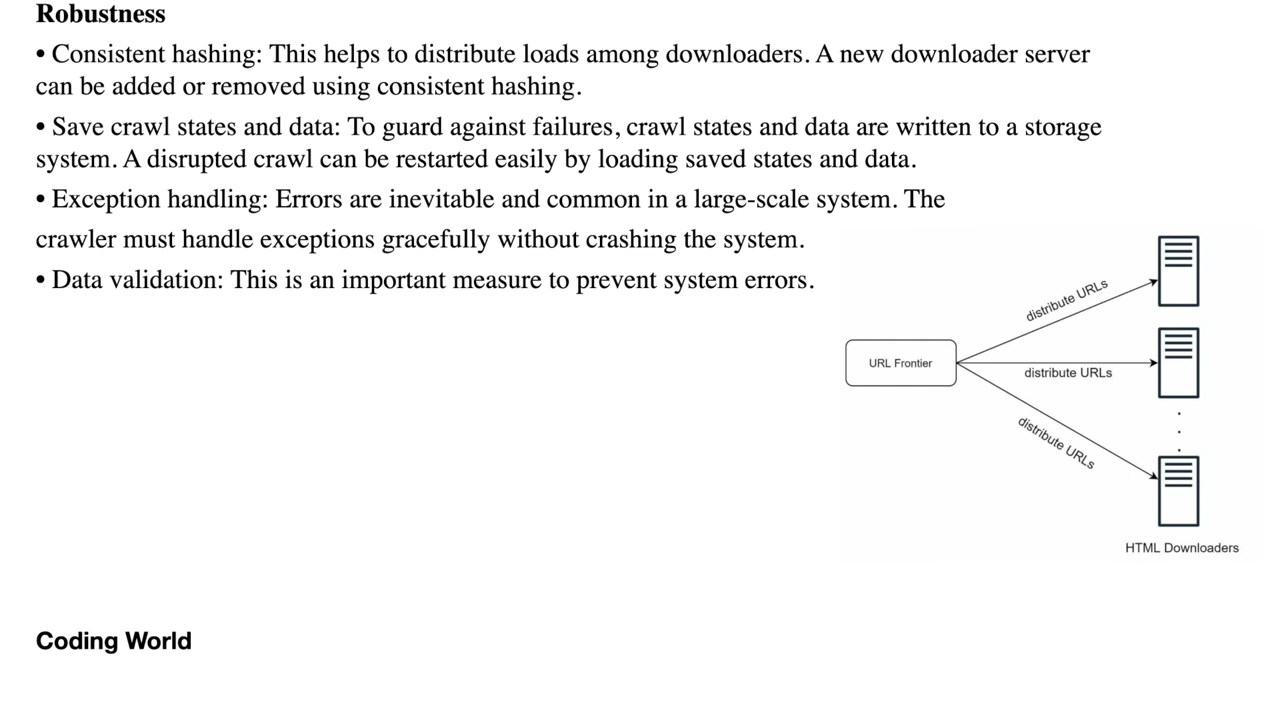 Robustness
• Consistent hashing: This helps to distribute loads among downloaders. A new downloader server
can be added or removed using consistent hashing.
• Save crawl states and data: To guard against failures, crawl states and data are written to a storage
system. A disrupted crawl can be restarted easily by loading saved states and data.
• Exception handling: Errors are inevitable and common in a large-scale system. The
crawler must handle exceptions gracefully without crashing the system.
• Data validation: This is an important measure to prevent system errors.
distribute URLs
URL Frontier
distribute URLs
distribute URLs
HTML Downloaders
Coding World